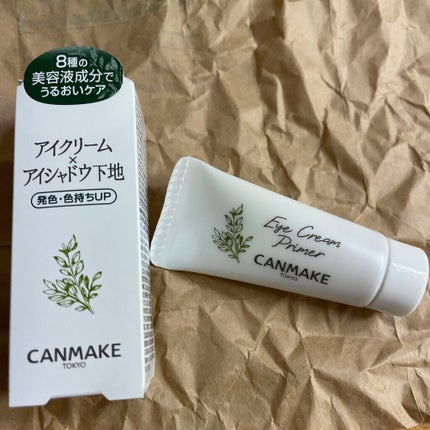 8種の
美容液成分で
うるおいケア
アイクリーム
×
アイシャドウ下地
発色・色持ちUP
CANMAKE
TOKYO
Eye Cream
Primer
CANMAKE
TOKYO